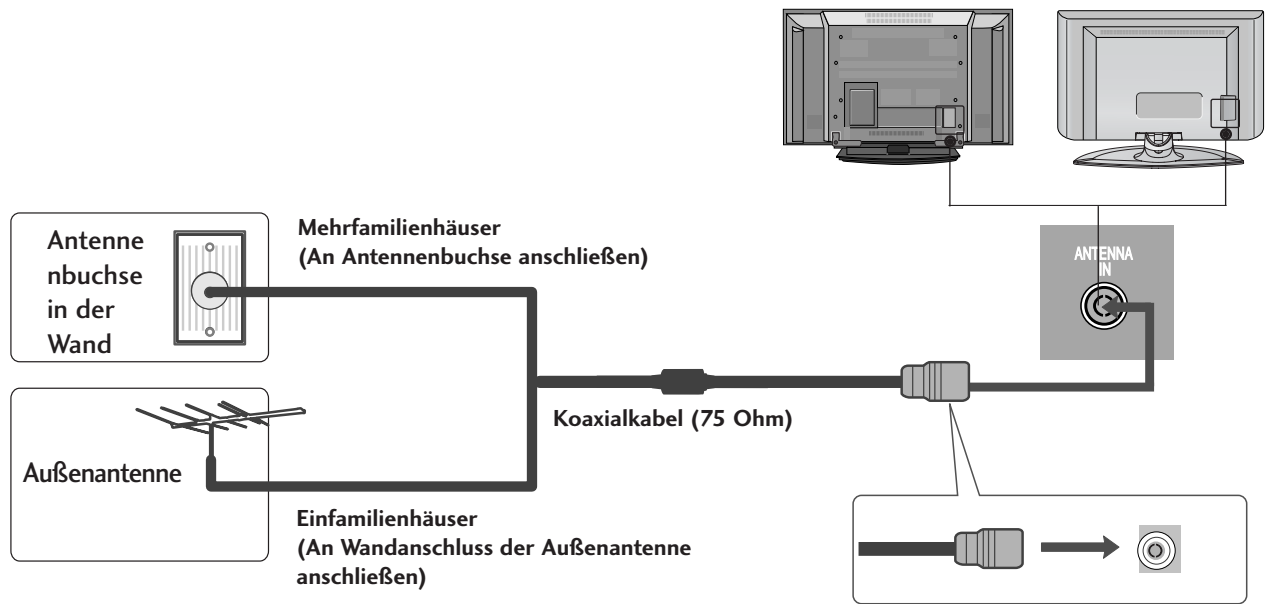 Antenne
nbuchse
in der
Wand
Mehrfamilienhäuser
(An Antennenbuchse anschließen)
ANTENNA
IN
Koaxialkabel (75 Ohm)
Außenantenne
Einfamilienhäuser
(An Wandanschluss der Außenantenne
anschließen)